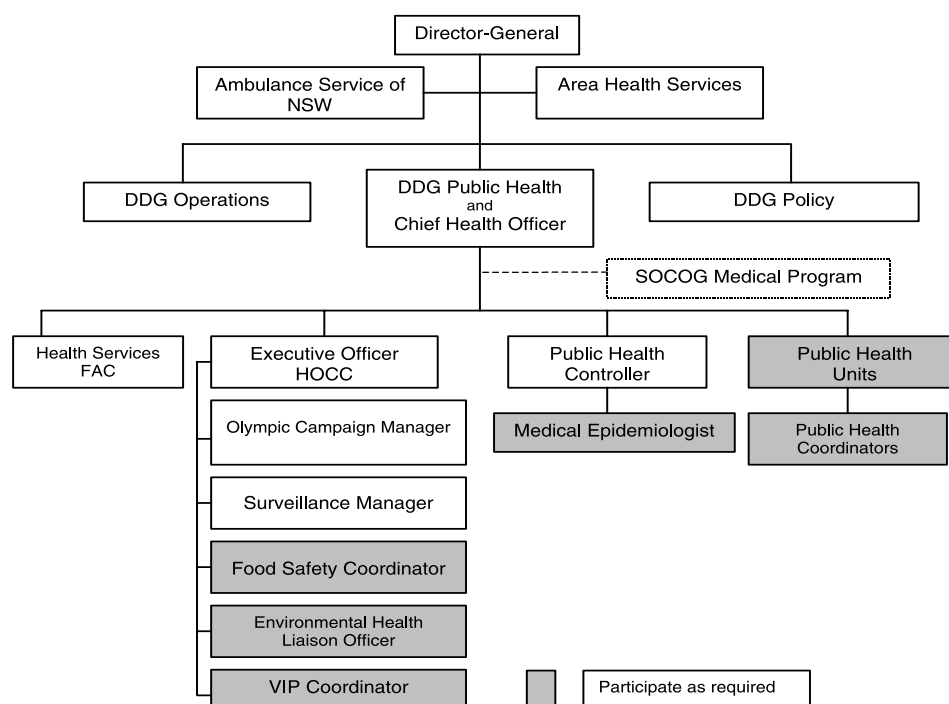 Director-General
Ambulance Service of
NSW
Area Health Services
DDG Operations
DDG Public Health
and
Chief Health Officer
DDG Policy
SOCOG Medical Program
Health Services
FAC
Executive Officer
HOCC
Public Health
Controller
Public Health
Units
Olympic Campaign Manager
Medical Epidemiologist
Public Health
Coordinators
Surveillance Manager
Food Safety Coordinator
Environmental Health
Liaison Officer
VIP Coordinator
Participate as required